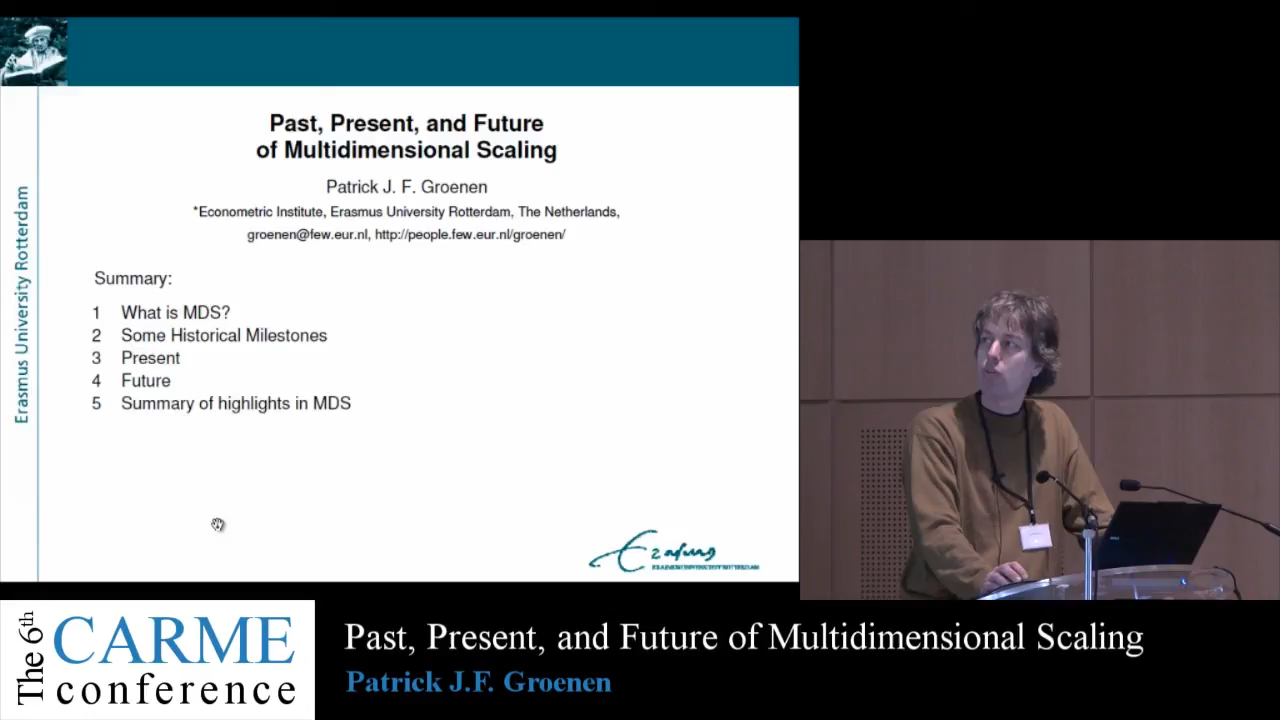 Past, Present, and Future
of Multidimensional Scaling
Patrick J. F. Groenen
*Econometric Institute, Erasmus University Rotterdam, The Netherlands,
groenen@few.eur.nl, http://people.few.eur.nl/groenen/
Summary:
1 What is MDS?
2 Some Historical Milestones
3 Present
4 Future
5 Summary of highlights in MDS
Erasmus University Rotterdam
Erasmus
The 6th
CARME
conference
Past, Present, and Future of Multidimensional Scaling
Patrick J.F. Groenen